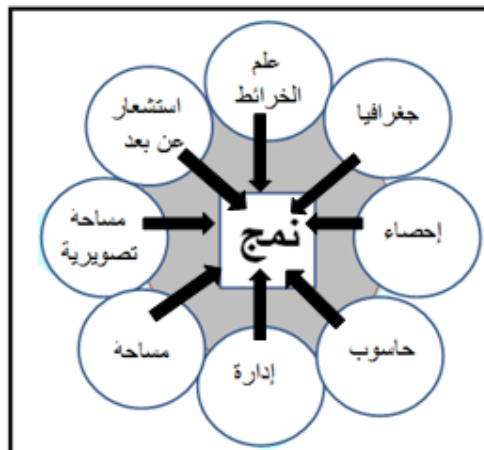 علم
الخرائط
جغرافيا
استشعار
عن بعد
مساحة
تصويرية
نمج
إحصاء
مساحة
إدارة
حاسوب